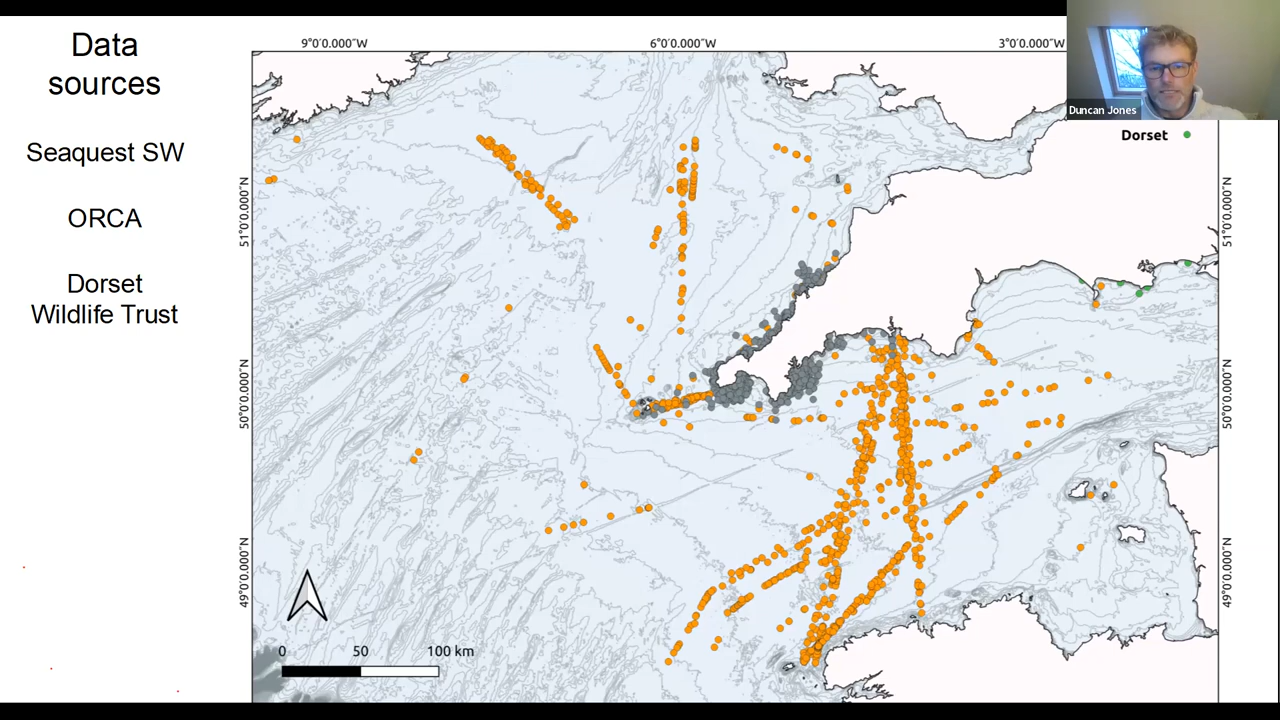 Data
sources
Seaquest SW
ORCA
Dorset
Wildlife Trust
9°0'0.000"W
6°0'0.000"W
3°0'0.000"W
Duncan Jones
Dorset
51°0'0.000"N
51°0'0.000"N
50°0'0.000"N
50°0'0.000"N
49°0'0.000"N
49°0'0.000"N
0 50 100 km